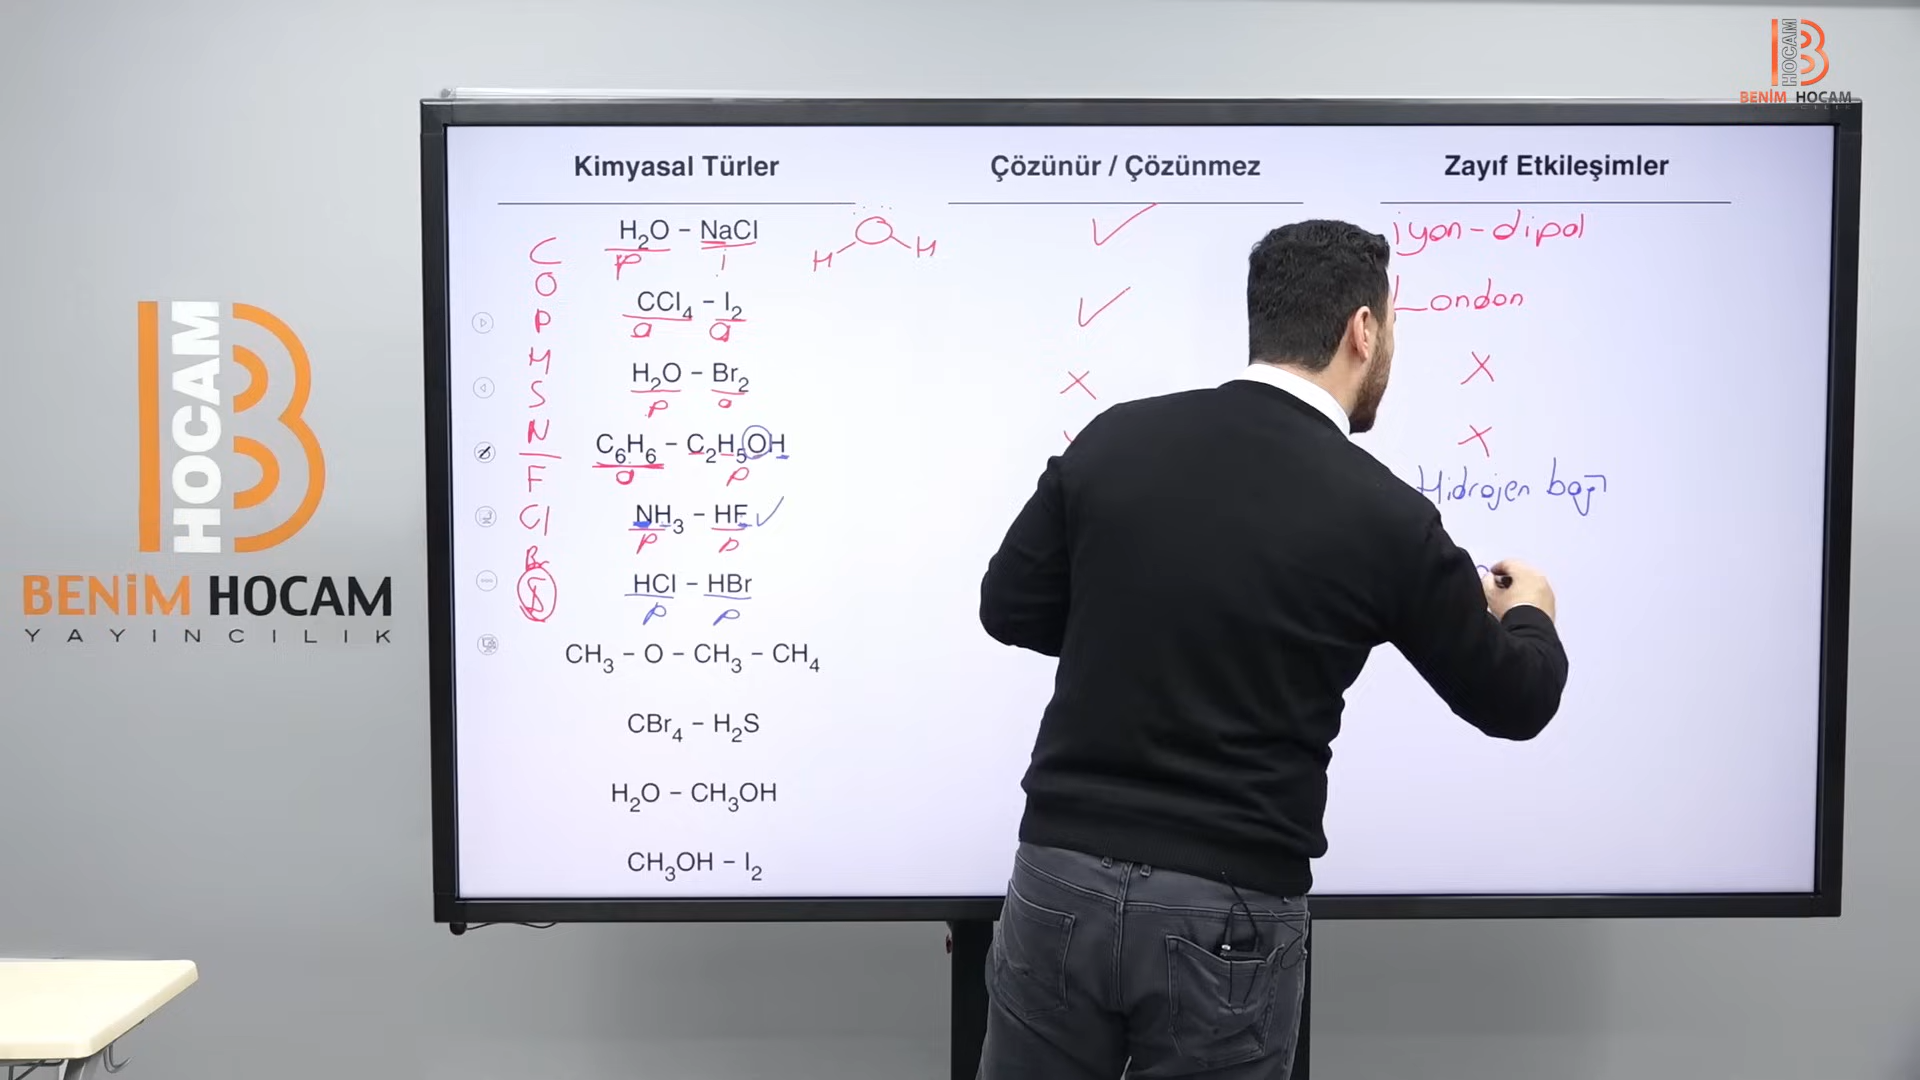 HOCAM
BENİM HOCAM
HOCAM
BENİM HOCAM
YAYINCILIK
Kimyasal Türler
Çözünür / Çözünmez
Zayıf Etkileşimler
H₂O – NaCl
p i
H O H
✓
iyon-dipol
CCl₄ – I₂
a a
✓
London
H₂O – Br₂
p a
X
X
C₆H₆ – C₂H₅OH
a p
X
NH₃ – HF ✓
p p
Hidrojen bağı
HCl – HBr
p p
CH₃ – O – CH₃ – CH₄
CBr₄ – H₂S
H₂O – CH₃OH
CH₃OH – I₂
C
O
P
H
S
N
F
Cl
Br
I